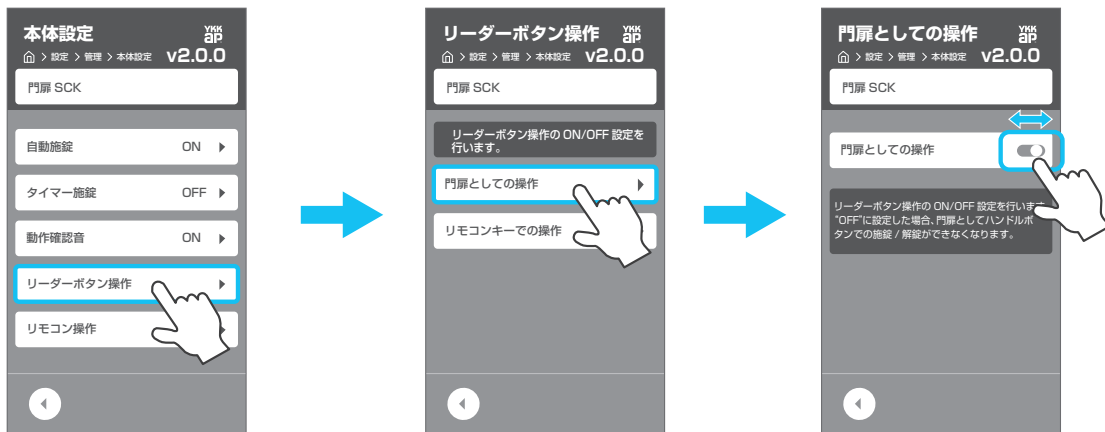 本体設定
YKK ap
設定 > 管理 > 本体設定 v2.0.0
門扉 SCK
自動施錠 ON
タイマー施錠 OFF
動作確認音 ON
リーダーボタン操作
リモコン操作
リーダーボタン操作
YKK ap
設定 > 管理 > 本体設定 v2.0.0
門扉 SCK
リーダーボタン操作の ON/OFF 設定を
行います。
門扉としての操作
リモコンキーでの操作
門扉としての操作
YKK ap
設定 > 管理 > 本体設定 v2.0.0
門扉 SCK
門扉としての操作
リーダーボタン操作の ON/OFF 設定を行います
"OFF"に設定した場合、門扉としてハンドルボ
タンでの施錠 / 解錠ができなくなります。